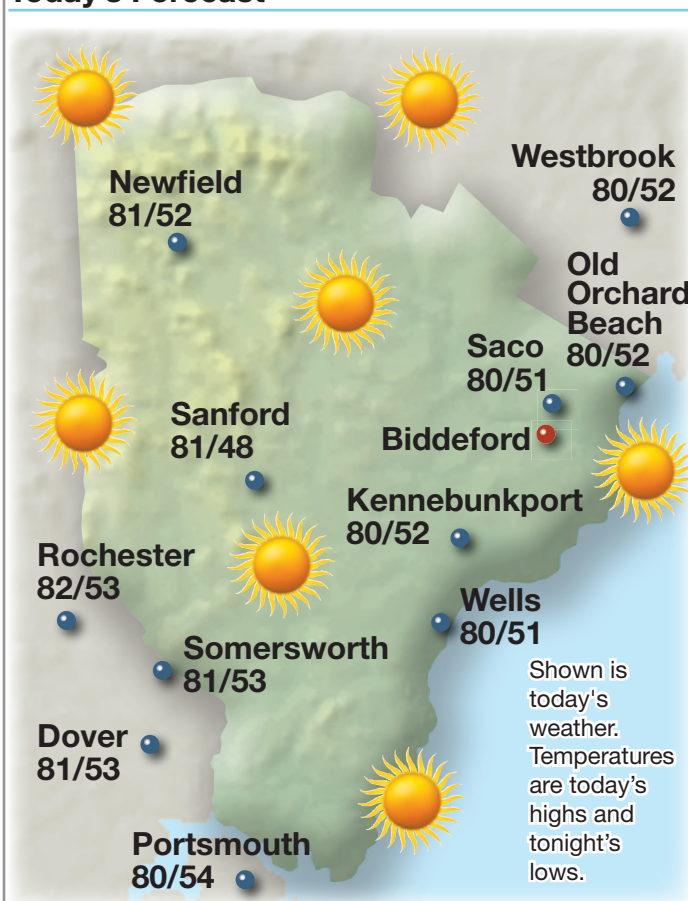 Today's Forecast
Westbrook
80/52
Newfield
81/52
Old
Orchard
Beach
80/52
Saco
80/51
Sanford
81/48
Biddeford
Kennebunkport
80/52
Rochester
82/53
Wells
80/51
Somersworth
81/53
Shown is
today's
weather.
Temperatures
are today’s
highs and
tonight’s
lows.
Dover
81/53
Portsmouth
80/54